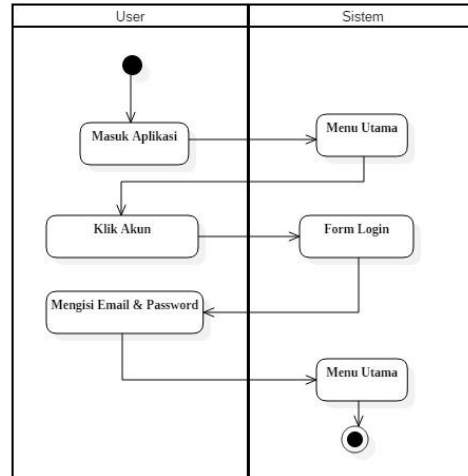 User
Sistem
Masuk Aplikasi
Menu Utama
Klik Akun
Form Login
Mengisi Email & Password
Menu Utama